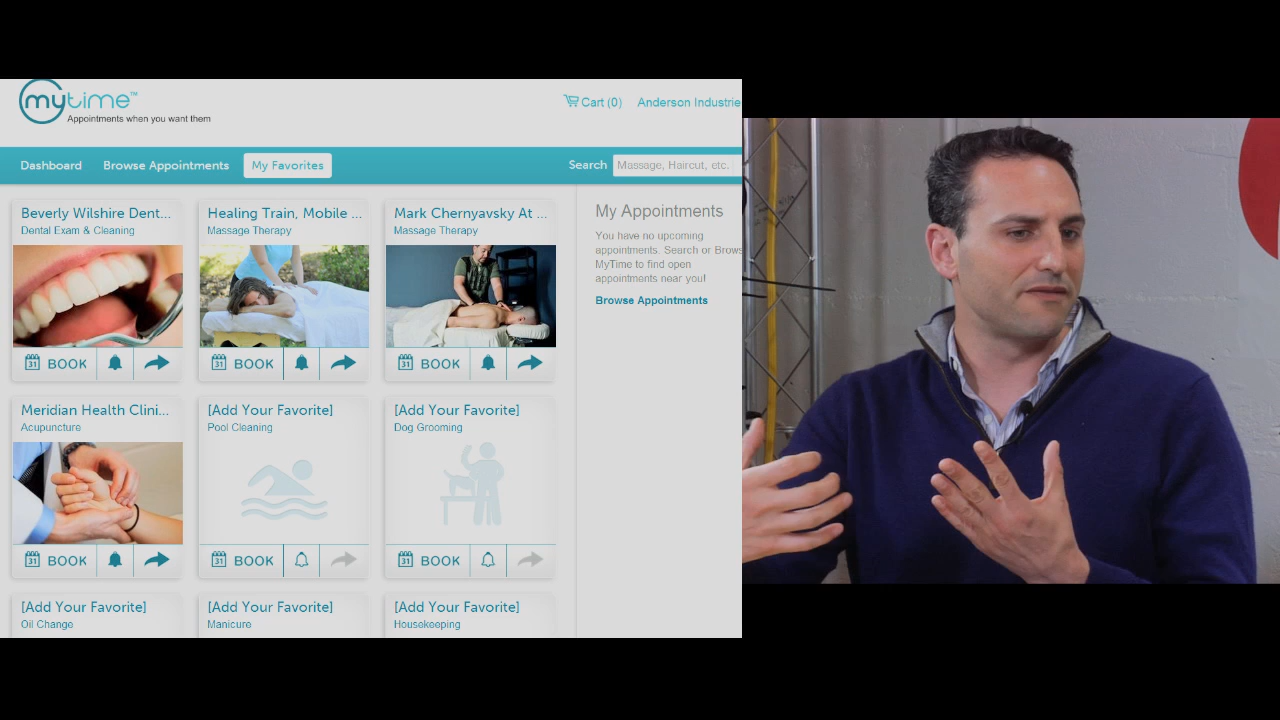 mytime™
Appointments when you want them
Cart (0)
Anderson Industrie
Dashboard
Browse Appointments
My Favorites
Search
Massage, Haircut, etc.
Beverly Wilshire Dent...
Dental Exam & Cleaning
31 BOOK
Healing Train, Mobile ...
Massage Therapy
31 BOOK
Mark Chernyavsky At ...
Massage Therapy
31 BOOK
My Appointments
You have no upcoming
appointments. Search or Brows
MyTime to find open
appointments near you!
Browse Appointments
Meridian Health Clini...
Acupuncture
31 BOOK
[Add Your Favorite]
Pool Cleaning
31 BOOK
[Add Your Favorite]
Dog Grooming
31 BOOK
[Add Your Favorite]
Oil Change
[Add Your Favorite]
Manicure
[Add Your Favorite]
Housekeeping